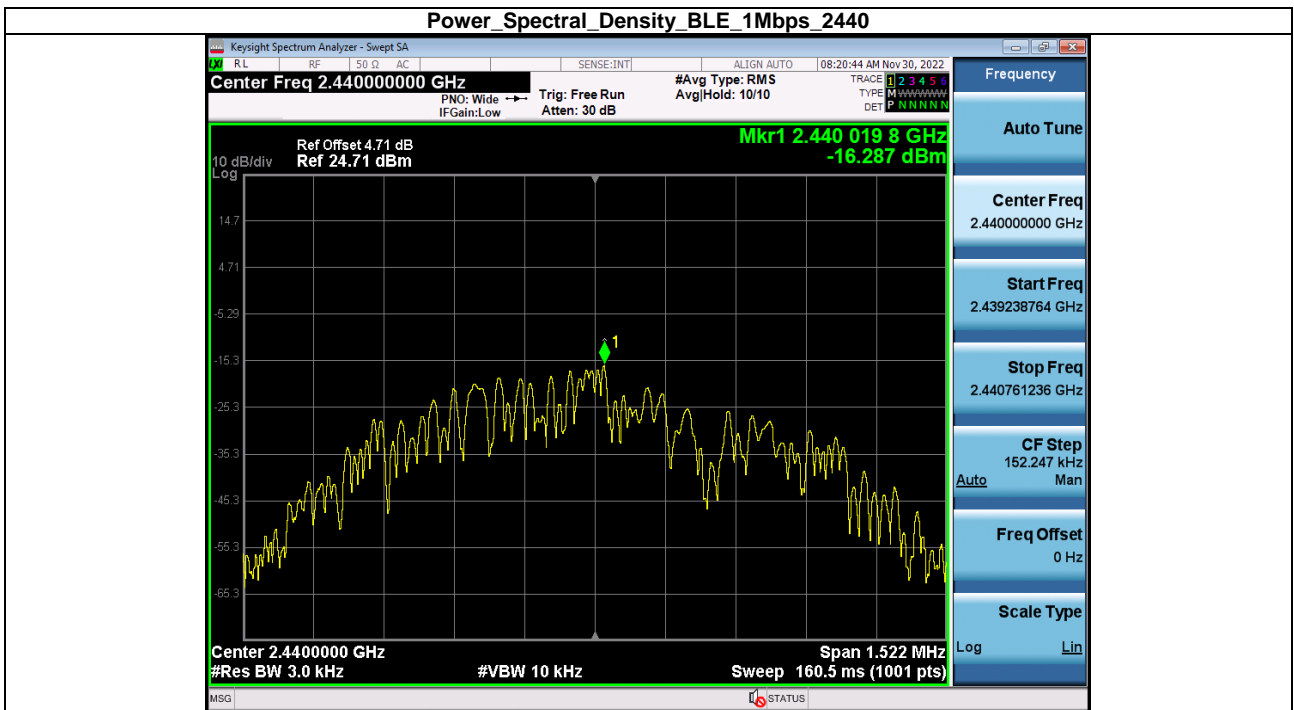 Power_Spectral_Density_BLE_1Mbps_2440
Keysight Spectrum Analyzer - Swept SA
LXI RL RF 50 Ω AC SENSE:INT ALIGN AUTO 08:20:44 AM Nov 30, 2022
Center Freq 2.440000000 GHz
PNO: Wide
IFGain:Low
Trig: Free Run
Atten: 30 dB
#Avg Type: RMS
Avg|Hold: 10/10
TRACE 1 2 3 4 5 6
TYPE M WWWWW
DET P N N N N N
Ref Offset 4.71 dB
10 dB/div Ref 24.71 dBm
Log
Mkr1 2.440 019 8 GHz
-16.287 dBm
14.7
4.71
-5.29
-15.3
-25.3
-35.3
-45.3
-55.3
-65.3
1
Center 2.4400000 GHz Span 1.522 MHz
#Res BW 3.0 kHz #VBW 10 kHz Sweep 160.5 ms (1001 pts)
MSG STATUS
Frequency
Auto Tune
Center Freq
2.440000000 GHz
Start Freq
2.439238764 GHz
Stop Freq
2.440761236 GHz
CF Step
152.247 kHz
Auto Man
Freq Offset
0 Hz
Scale Type
Log Lin